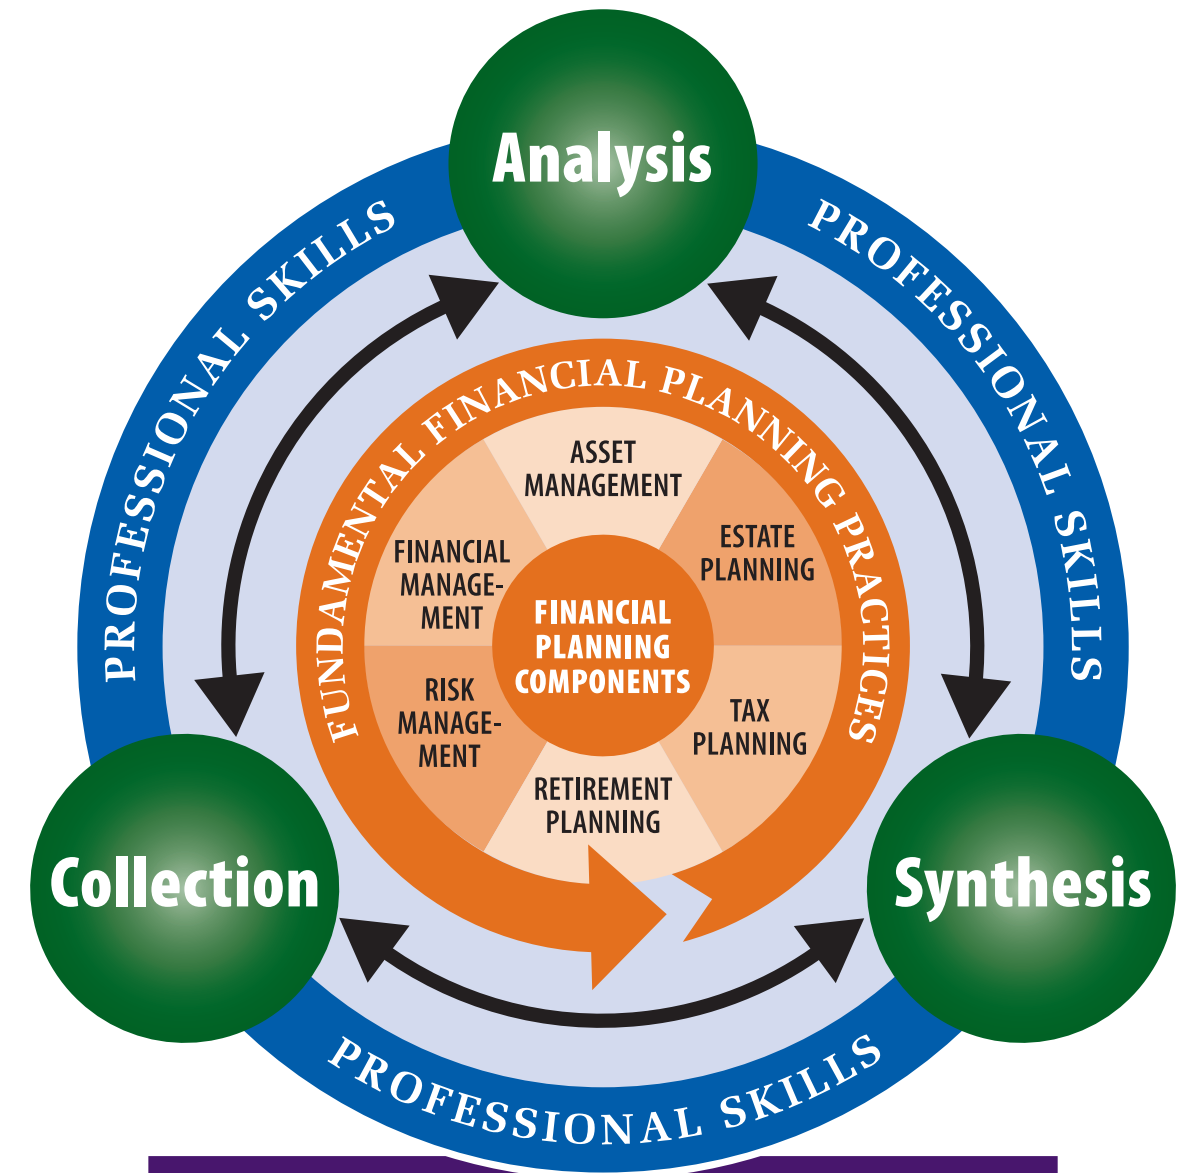 Analysis
PROFESSIONAL SKILLS
PROFESSIONAL SKILLS
FUNDAMENTAL FINANCIAL PLANNING PRACTICES
ASSET
MANAGEMENT
ESTATE
PLANNING
FINANCIAL
MANAGE-
MENT
FINANCIAL
PLANNING
COMPONENTS
RISK
MANAGE-
MENT
TAX
PLANNING
RETIREMENT
PLANNING
Collection
Synthesis
PROFESSIONAL SKILLS